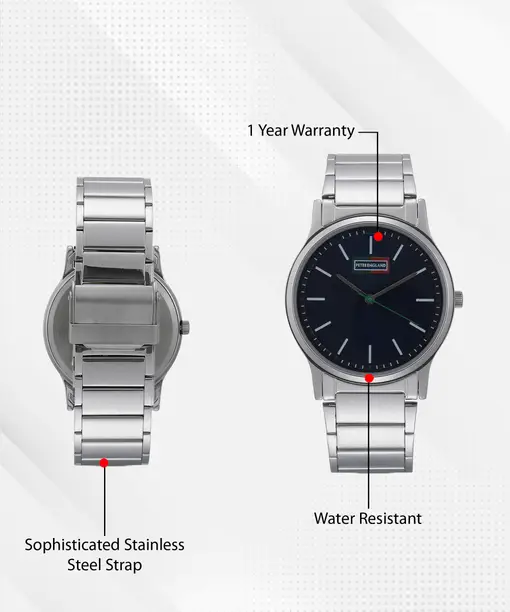 1 Year Warranty
PETER ENGLAND
Water Resistant
Sophisticated Stainless
Steel Strap